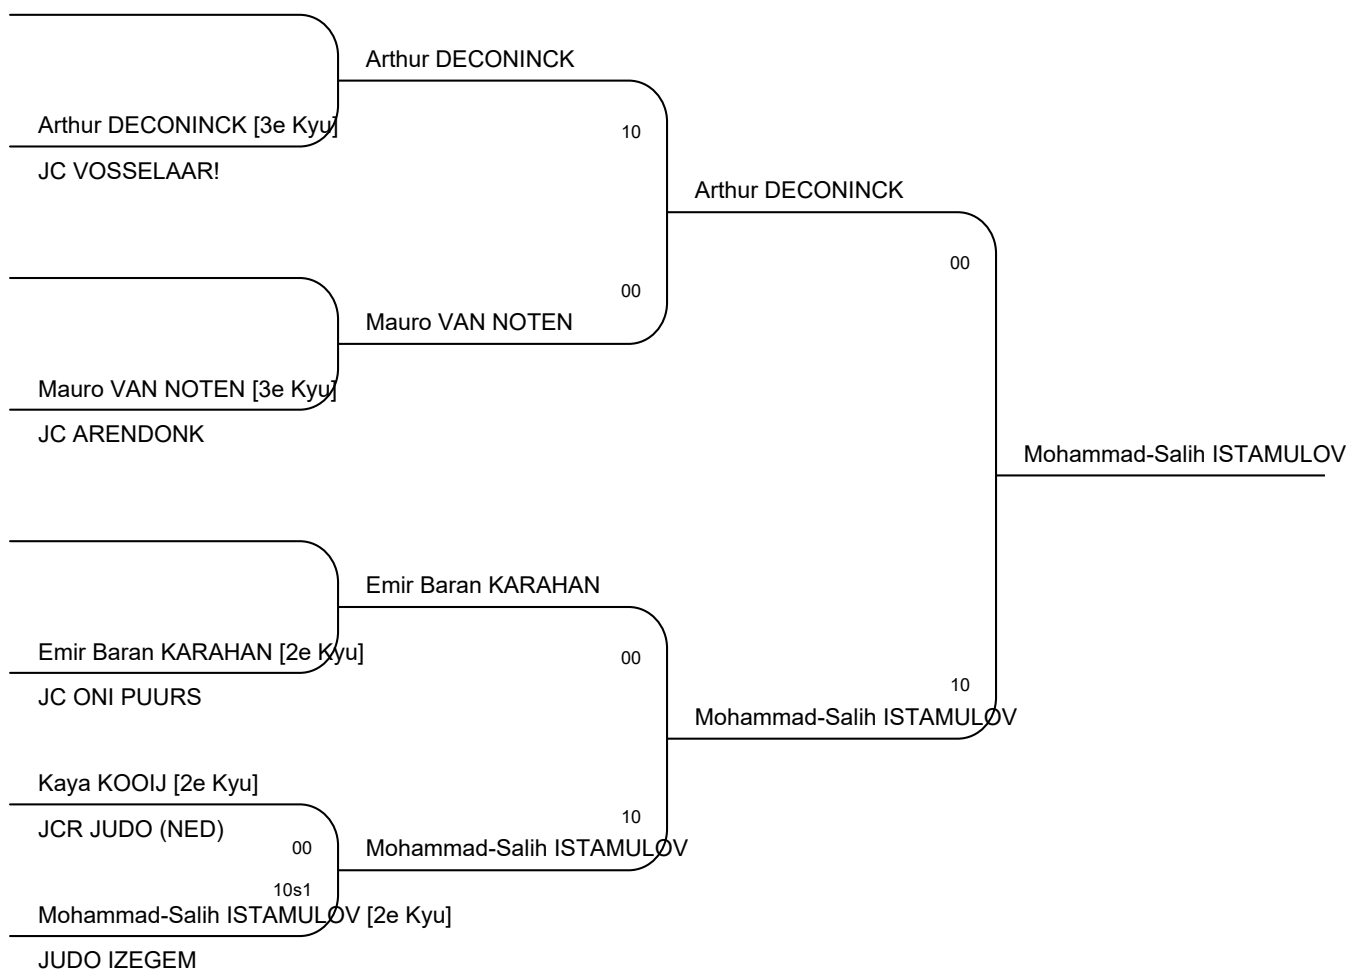 Arthur DECONINCK
Arthur DECONINCK [3e Kyu]
10
JC VOSSELAAR!
Arthur DECONINCK
00
00
Mauro VAN NOTEN
Mauro VAN NOTEN [3e Kyu]
JC ARENDONK
Mohammad-Salih ISTAMULOV
Emir Baran KARAHAN
Emir Baran KARAHAN [2e Kyu]
00
JC ONI PUURS
10
Mohammad-Salih ISTAMULOV
Kaya KOOIJ [2e Kyu]
10
JCR JUDO (NED)
00
Mohammad-Salih ISTAMULOV
10s1
Mohammad-Salih ISTAMULOV [2e Kyu]
JUDO IZEGEM